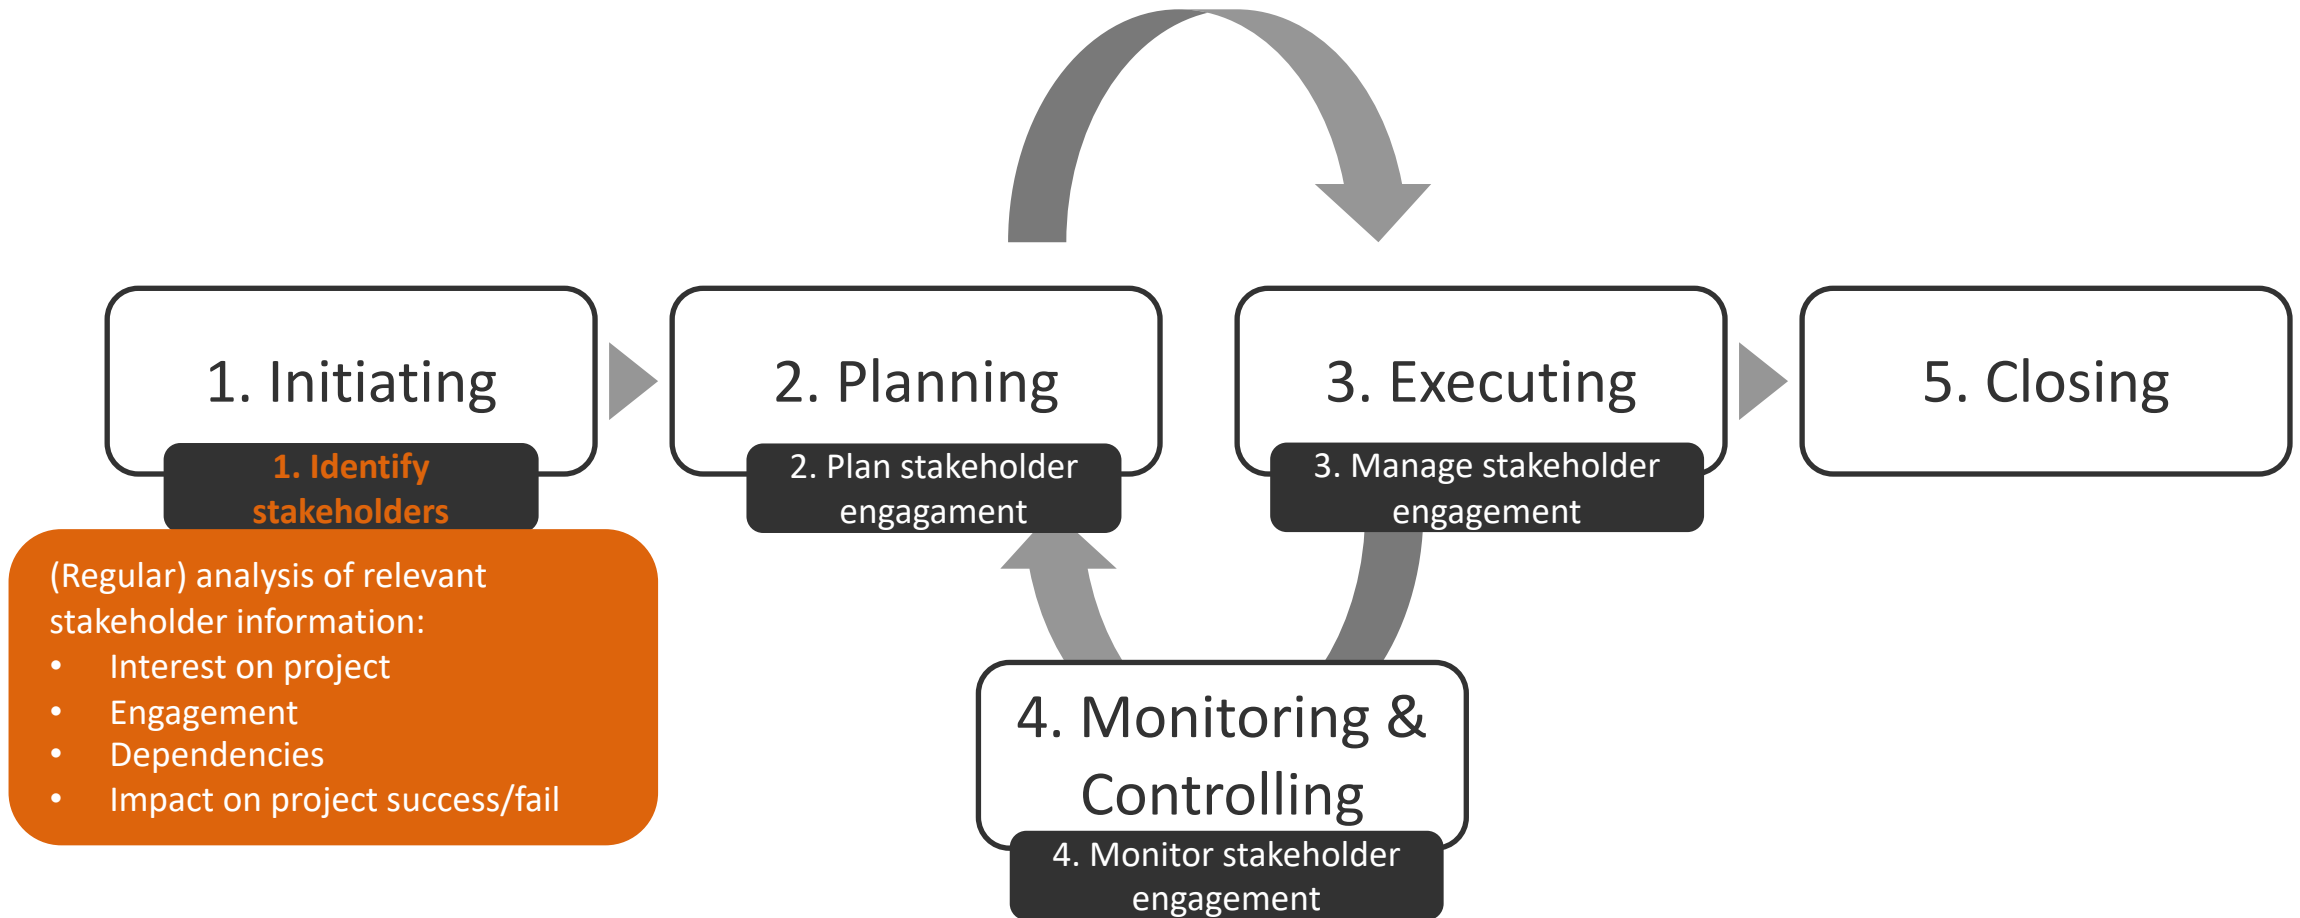 1. Initiating
2. Planning
3. Executing
5. Closing
1. Identify
stakeholders
2. Plan stakeholder
engagament
3. Manage stakeholder
engagement
(Regular) analysis of relevant
stakeholder information:
• Interest on project
• Engagement
• Dependencies
• Impact on project success/fail
4. Monitoring &
Controlling
4. Monitor stakeholder
engagement